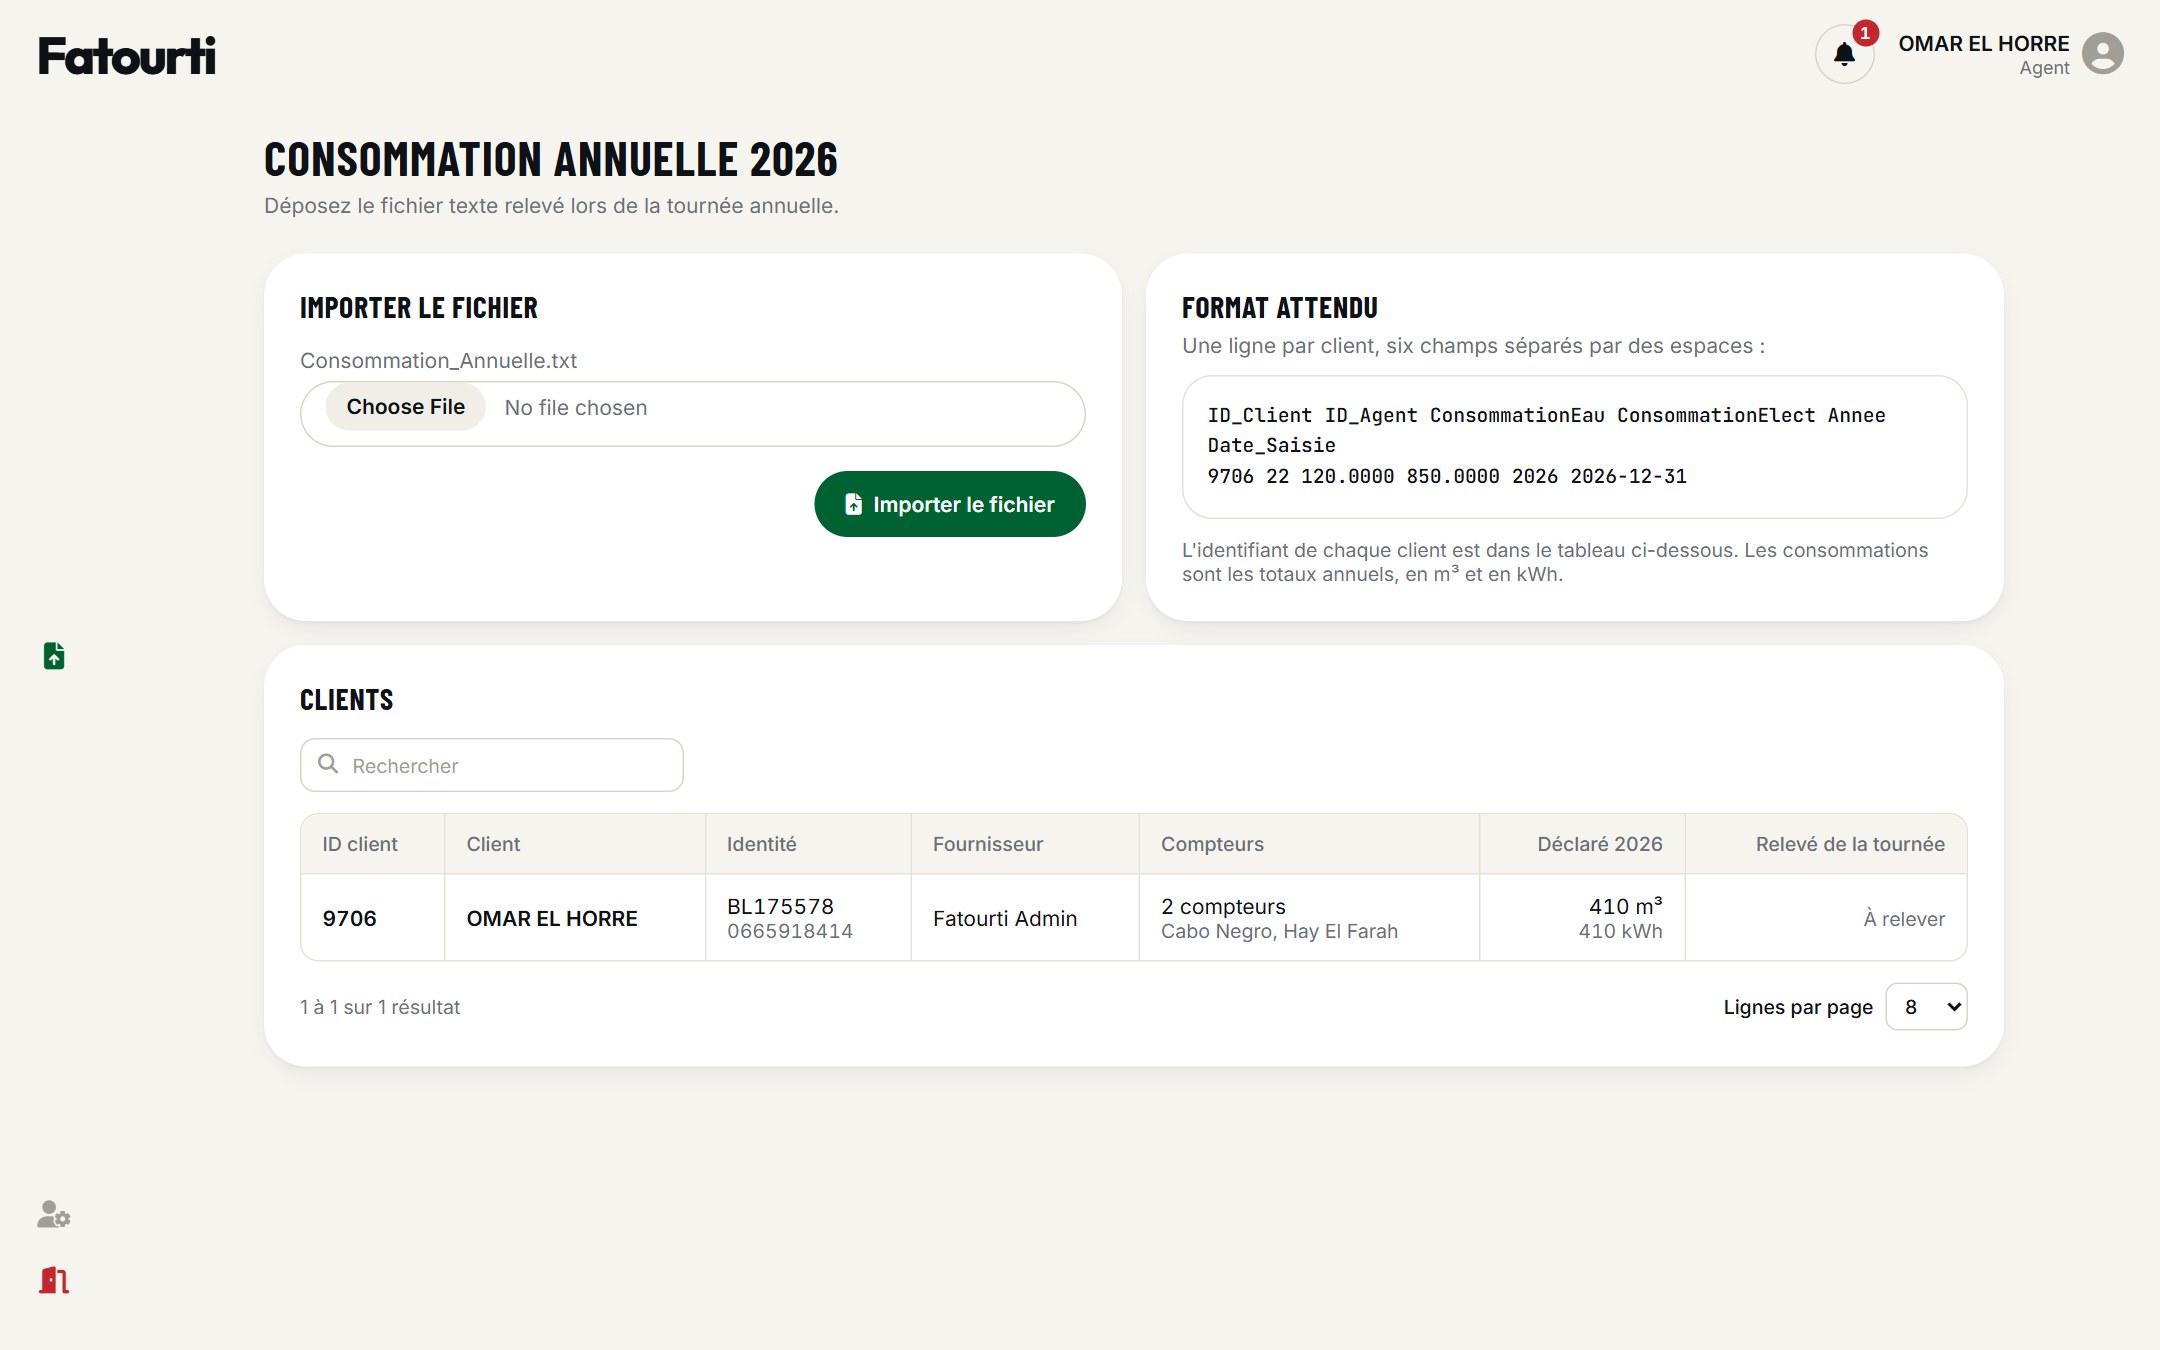 Fatourti
1
OMAR EL HORRE
Agent
CONSOMMATION ANNUELLE 2026
Déposez le fichier texte relevé lors de la tournée annuelle.
IMPORTER LE FICHIER
Consommation_Annuelle.txt
Choose File No file chosen
Importer le fichier
FORMAT ATTENDU
Une ligne par client, six champs séparés par des espaces :
ID_Client ID_Agent ConsommationEau ConsommationElect Annee
Date_Saisie
9706 22 120.0000 850.0000 2026 2026-12-31
L'identifiant de chaque client est dans le tableau ci-dessous. Les consommations
sont les totaux annuels, en m³ et en kWh.
CLIENTS
Rechercher
ID client Client Identité Fournisseur Compteurs Déclaré 2026 Relevé de la tournée
9706 OMAR EL HORRE BL175578 Fatourti Admin 2 compteurs 410 m³ À relever
0665918414 Cabo Negro, Hay El Farah 410 kWh
1 à 1 sur 1 résultat
Lignes par page 8